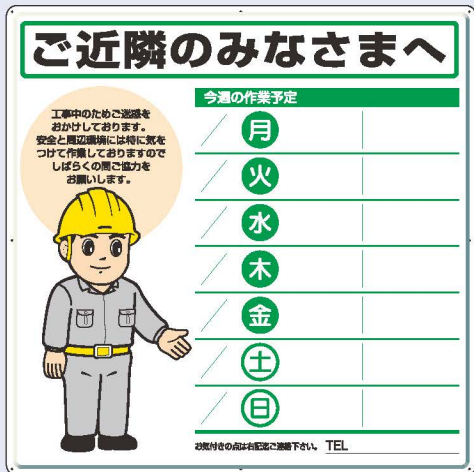 ご近隣のみなさまへ
工事中のためご迷惑を
おかけしております。
安全と周辺環境には特に気を
つけて作業しておりますので
しばらくの間ご協力を
お願いします。
今週の作業予定
/ 月
/ 火
/ 水
/ 木
/ 金
/ 土
/ 日
お気付きの点は右記迄ご連絡下さい。 TEL